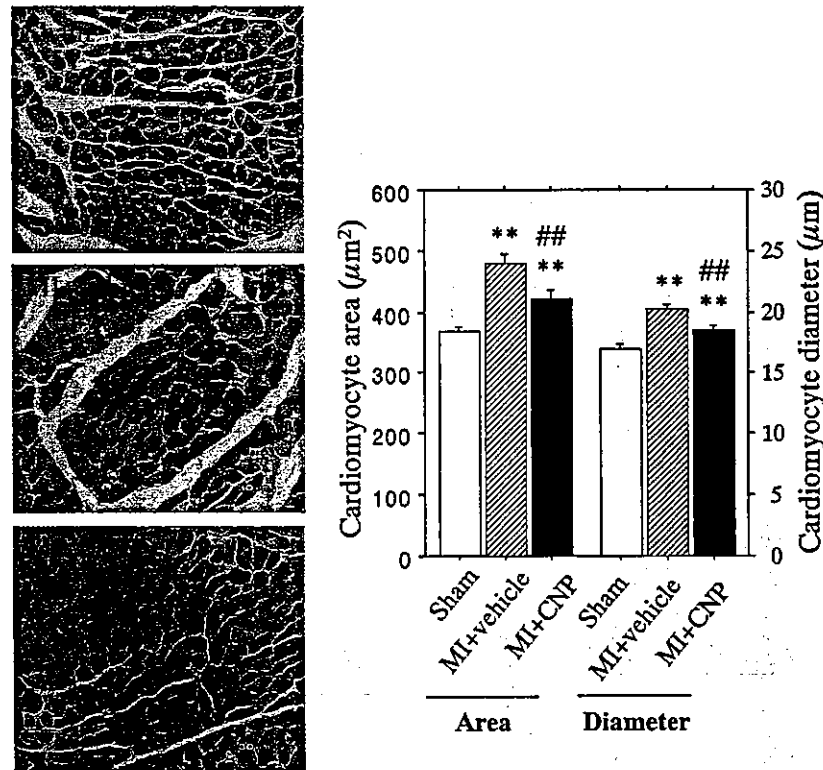 Cardiomyocyte area (μm²)
600
500
400
300
200
100
0
**
##
**
**
##
**
30
25
20
15
10
5
0
Cardiomyocyte diameter (μm)
Sham
MI+vehicle
MI+CNP
Sham
MI+vehicle
MI+CNP
Area
Diameter